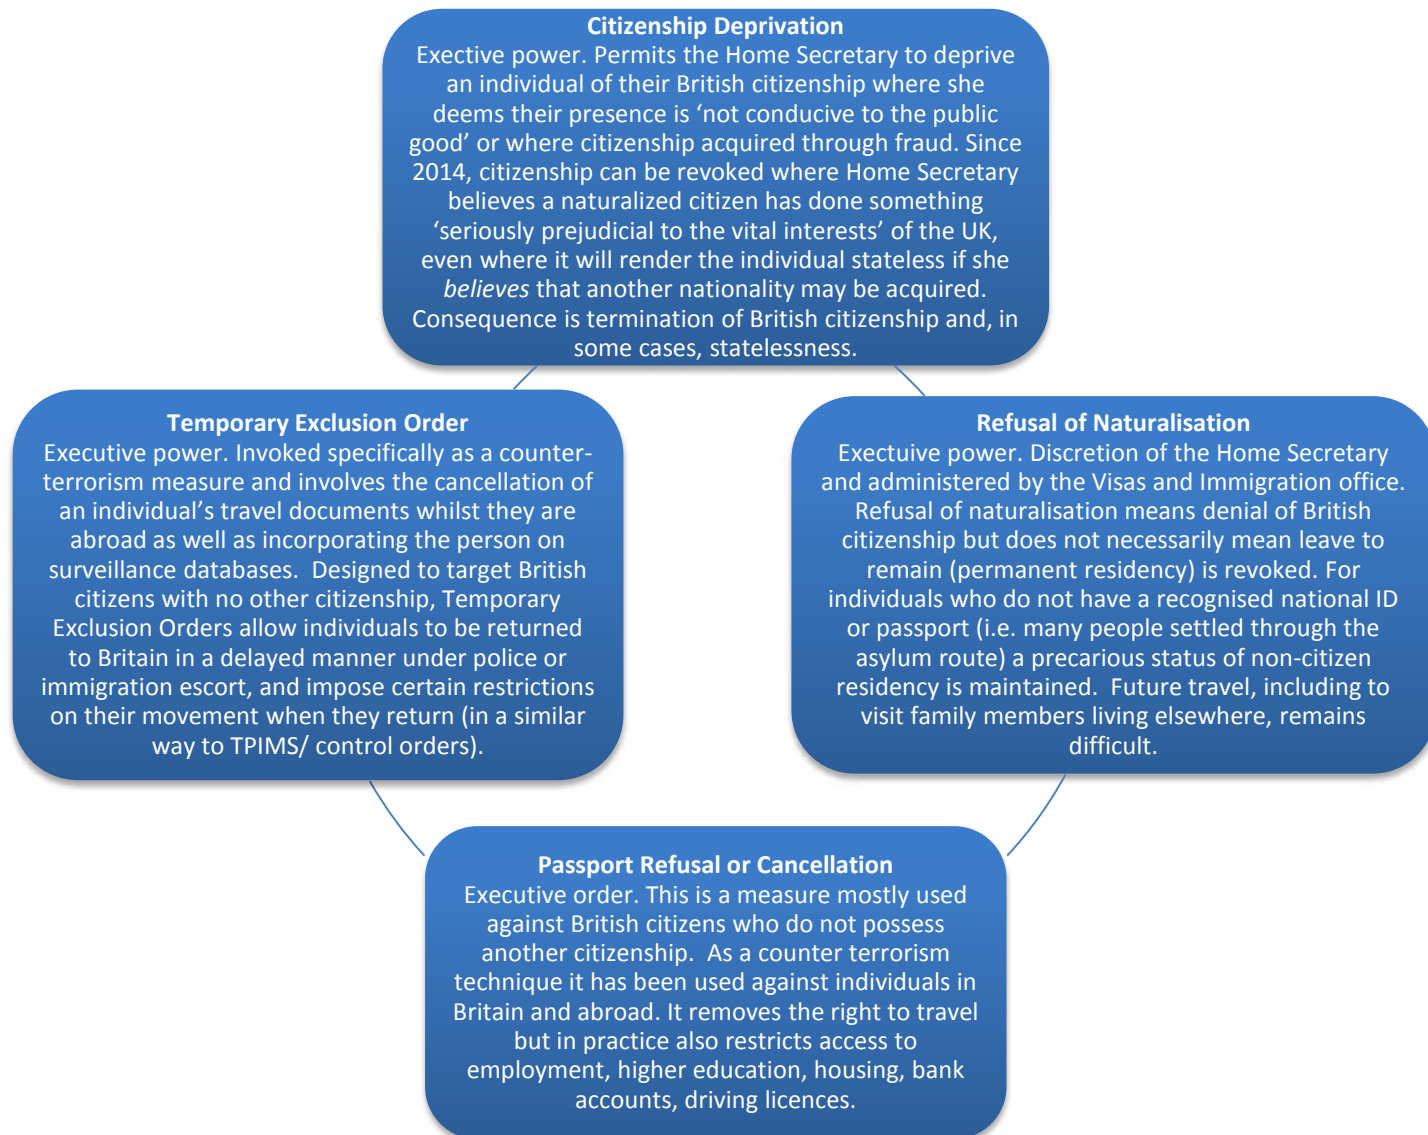 Citizenship Deprivation
Exective power. Permits the Home Secretary to deprive
an individual of their British citizenship where she
deems their presence is ‘not conducive to the public
good’ or where citizenship acquired through fraud. Since
2014, citizenship can be revoked where Home Secretary
believes a naturalized citizen has done something
‘seriously prejudicial to the vital interests’ of the UK,
even where it will render the individual stateless if she
believes that another nationality may be acquired.
Consequence is termination of British citizenship and, in
some cases, statelessness.
Temporary Exclusion Order
Executive power. Invoked specifically as a counter-
terrorism measure and involves the cancellation of
an individual’s travel documents whilst they are
abroad as well as incorporating the person on
surveillance databases.  Designed to target British
citizens with no other citizenship, Temporary
Exclusion Orders allow individuals to be returned
to Britain in a delayed manner under police or
immigration escort, and impose certain restrictions
on their movement when they return (in a similar
way to TPIMS/ control orders).
Refusal of Naturalisation
Exectuive power. Discretion of the Home Secretary
and administered by the Visas and Immigration office.
Refusal of naturalisation means denial of British
citizenship but does not necessarily mean leave to
remain (permanent residency) is revoked. For
individuals who do not have a recognised national ID
or passport (i.e. many people settled through the
asylum route) a precarious status of non-citizen
residency is maintained.  Future travel, including to
visit family members living elsewhere, remains
difficult.
Passport Refusal or Cancellation
Executive order. This is a measure mostly used
against British citizens who do not possess
another citizenship.  As a counter terrorism
technique it has been used against individuals in
Britain and abroad. It removes the right to travel
but in practice also restricts access to
employment, higher education, housing, bank
accounts, driving licences.